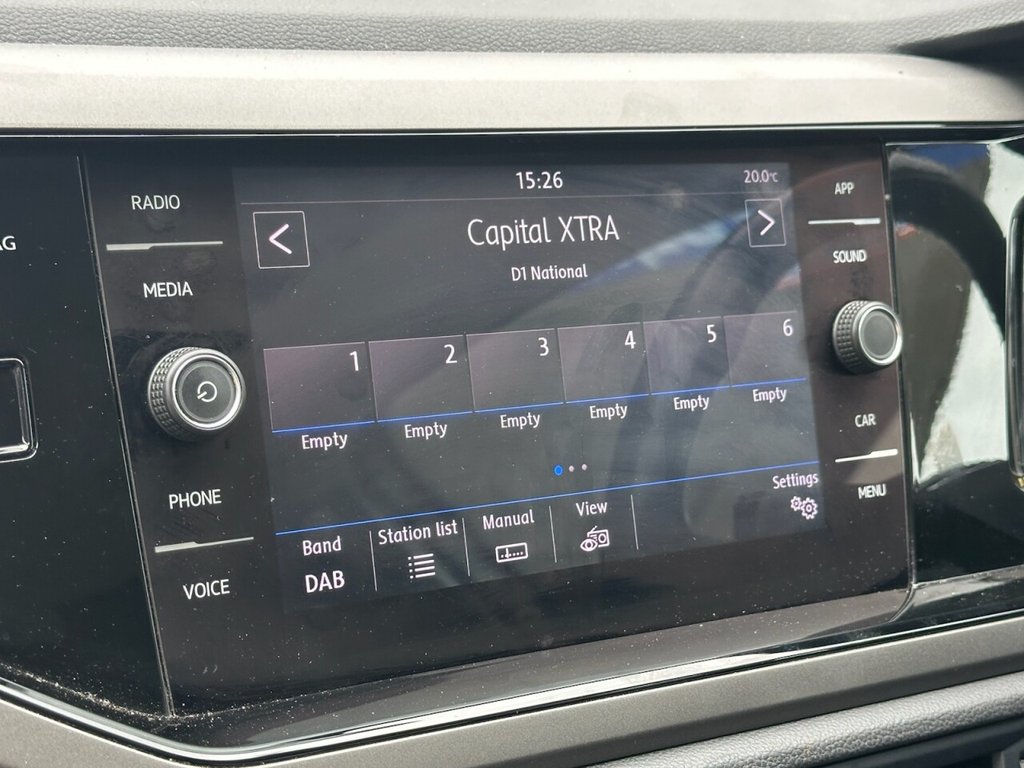 AG
RADIO
MEDIA
PHONE
VOICE
15:26
20.0°C
Capital XTRA
D1 National
1 2 3 4 5 6
Empty Empty Empty Empty Empty Empty
Settings
Band Station list Manual View
DAB
APP
SOUND
CAR
MENU